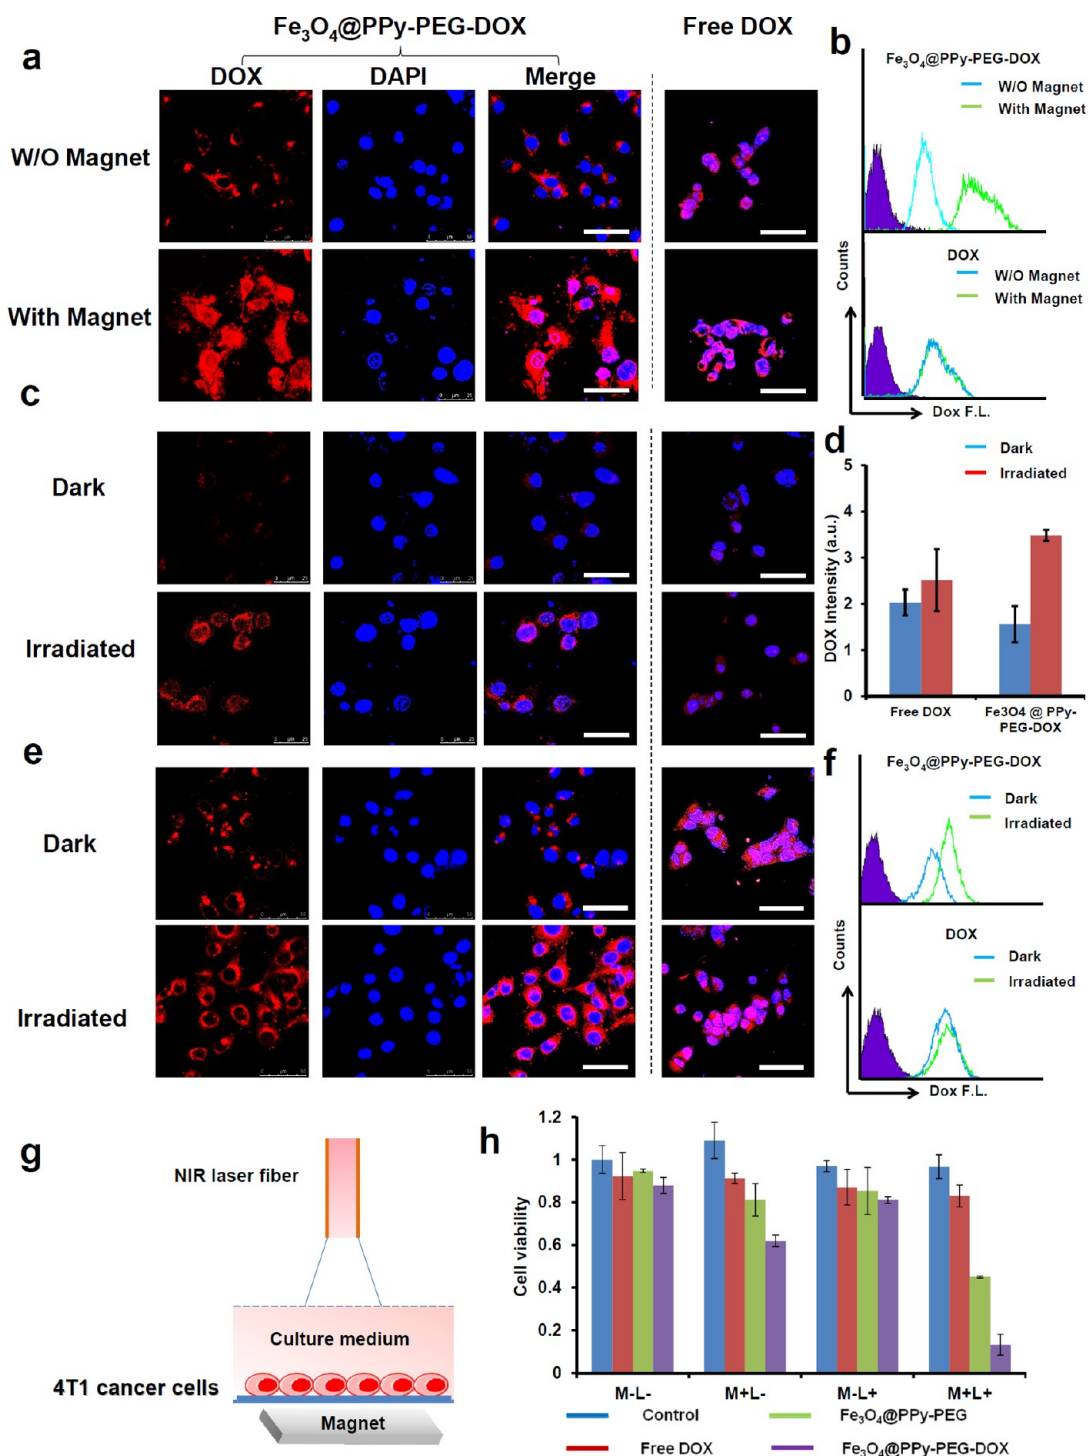 Fe₃O₄@PPy-PEG-DOX
Free DOX
a
DOX
DAPI
Merge
W/O Magnet
With Magnet
b
Fe₃O₄@PPy-PEG-DOX
W/O Magnet
With Magnet
DOX
W/O Magnet
With Magnet
Counts
Dox F.L.
c
Dark
Irradiated
0 µm 25
d
Dark
Irradiated
5
4
3
2
1
0
DOX Intensity (a.u.)
Free DOX
Fe3O4 @ PPy-
PEG-DOX
e
Dark
Irradiated
f
Fe₃O₄@PPy-PEG-DOX
Dark
Irradiated
DOX
Dark
Irradiated
Counts
Dox F.L.
g
NIR laser fiber
Culture medium
4T1 cancer cells
Magnet
h
1.2
1
0.8
0.6
0.4
0.2
0
Cell viability
M-L-
M+L-
M-L+
M+L+
Control
Fe₃O₄@PPy-PEG
Free DOX
Fe₃O₄@PPy-PEG-DOX